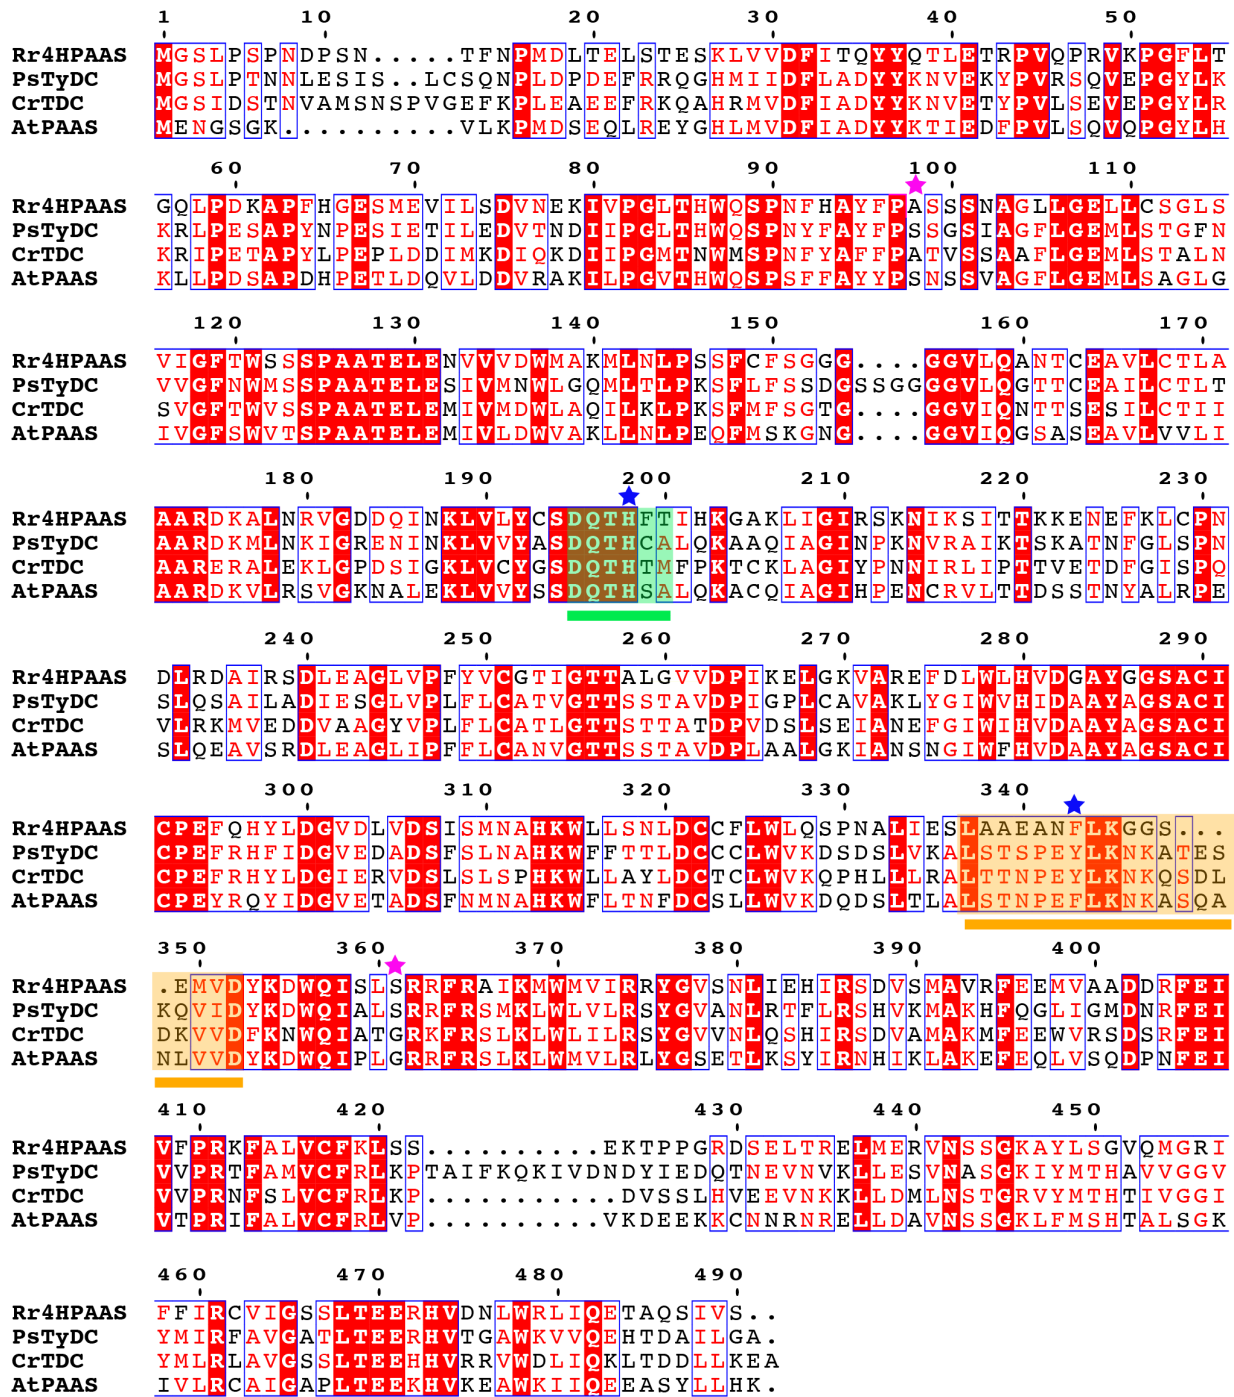 1 10 20 30 40 50
Rr4HPAAS MGSLPSPNDPSN.....TFNPMDLTELSTESKLVVDFITQYYQTLETRPVQPRVKPGFLT
PsTyDC MGSLPTNNLESIS..LCSQNPLDPDEFRRQGHMIIDFLADYYKNVEKYPVRSQVEPGYLK
CrTDC MGSIDSTNVAMSNSPVGEFKPLEAEEFRKQAHRMVDFIADYYKNVETYPVLSEVEPGYLR
AtPAAS MENGSGK..........VLKPMDSEQLREYGHLMVDFIADYYKTIEDFPVLSQVQPGYLH
60 70 80 90 100 110
Rr4HPAAS GQLPDKAPFHGESMEVILSDVNEKIVPGLTHWQSPNFHAYFPASSSNAGLLGELLCSGLS
PsTyDC KRLPESAPYNPESIETILEDVTNDIIPGLTHWQSPNYFAYFPSSGSIAGFLGEMLSTGFN
CrTDC KRIPETAPYLPEPLDDIMKDIQKDIIPGMTNWMSPNFYAFFPATVSSAAFLGEMLSTALN
AtPAAS KLLPDSAPDHPETLDQVLDDVRAKILPGVTHWQSPSFFAYYPSNSSVAGFLGEMLSAGLG
120 130 140 150 160 170
Rr4HPAAS VIGFTWSSSPAATELENVVVDWMAKMLNLPSSFCFSGGG....GGVLQANTCEAVLCTLA
PsTyDC VVGFNWMSSPAATELESIVMNWLGQMLTLPKSFLFSSDGSSGGGGVLQGTTCEAILCTLT
CrTDC SVGFTWVSSPAATELEMIVMDWLAQILKLPKSFMFSGTG....GGVIQNTTSESILCTII
AtPAAS IVGFSWVTSPAATELEMIVLDWVAKLLNLPEQFMSKGNG....GGVIQGSASEAVLVVLI
180 190 200 210 220 230
Rr4HPAAS AARDKALNRVGDDQINKLVLYCSDQTHFTIHKGAKLIGIRSKNIKSITTKKENEFKLCPN
PsTyDC AARDKMLNKIGRENINKLVVYASDQTHCALQKAAQIAGINPKNVRAIKTSKATNFGLSPN
CrTDC AARERALEKLGPDSIGKLVCYGSDQTHTMFPKTCKLAGIYPNNIRLIPTTVETDFGISPQ
AtPAAS AARDKVLRSVGKNALEKLVVYSSDQTHSALQKACQIAGIHPENCRVLTTDSSTNYALRPE
240 250 260 270 280 290
Rr4HPAAS DLRDAIRSDLEAGLVPFYVCGTIGTTALGVVDPIKELGKVAREFDLWLHVDGAYGGSACI
PsTyDC SLQSAILADIESGLVPLFLCATVGTTSSTAVDPIGPLCAVAKLYGIWVHIDAAYAGSACI
CrTDC VLRKMVEDDVAAGYVPLFLCATLGTTSTTATDPVDSLSEIANEFGIWIHVDAAYAGSACI
AtPAAS SLQEAVSRDLEAGLIPFFLCANVGTTSSTAVDPLAALGKIANSNGIWFHVDAAYAGSACI
300 310 320 330 340
Rr4HPAAS CPEFQHYLDGVDLVDSISMNAHKWLLSNLDCCFLWLQSPNALIESLAAEANFLKGGS...
PsTyDC CPEFRHFIDGVEDADSFSLNAHKWFFTTLDCCCLWVKDSDSLVKALSTSPEYLKNKATES
CrTDC CPEFRHYLDGIERVDSLSLSPHKWLLAYLDCTCLWVKQPHLLLRALTTNPEYLKNKQSDL
AtPAAS CPEYRQYIDGVETADSFNMNAHKWFLTNFDCSLLWVKDQDSLTLALSTNPEFLKNKASQA
350 360 370 380 390 400
Rr4HPAAS .EMVDYKDWQISLSRRFRAIKMWMVIRRYGVSNLIEHIRSDVSMAVRFEEMVAADDRFEI
PsTyDC KQVIDYKDWQIALSRRFRSMKLWLVLRSYGVANLRTFLRSHVKMAKHFQGLIGMDNRFEI
CrTDC DKVVDFKNWQIATGRKFRSLKLWLILRSYGVVNLQSHIRSDVAMAKMFEEWVRSDSRFEI
AtPAAS NLVVDYKDWQIPLGRRFRSLKLWMVLRLYGSETLKSYIRNHIKLAKEFEQLVSQDPNFEI
410 420 430 440 450
Rr4HPAAS VFPRKFALVCFKLSS..........EKTPPGRDSELTRELMERVNSSGKAYLSGVQMGRI
PsTyDC VVPRTFAMVCFRLKPTAIFKQKIVDNDYIEDQTNEVNVKLLESVNASGKIYMTHAVVGGV
CrTDC VVPRNFSLVCFRLKP...........DVSSLHVEEVNKKLLDMLNSTGRVYMTHTIVGGI
AtPAAS VTPRIFALVCFRLVP..........VKDEEKKCNNRNRELLDAVNSSGKLFMSHTALSGK
460 470 480 490
Rr4HPAAS FFIRCVIGSSLTEERHVDNLWRLIQETAQSIVS..
PsTyDC YMIRFAVGATLTEERHVTGAWKVVQEHTDAILGA.
CrTDC YMLRLAVGSSLTEEHHVRRVWDLIQKLTDDLLKEA
AtPAAS IVLRCAIGAPLTEEKHVKEAWKIIQEEASYLLHK.